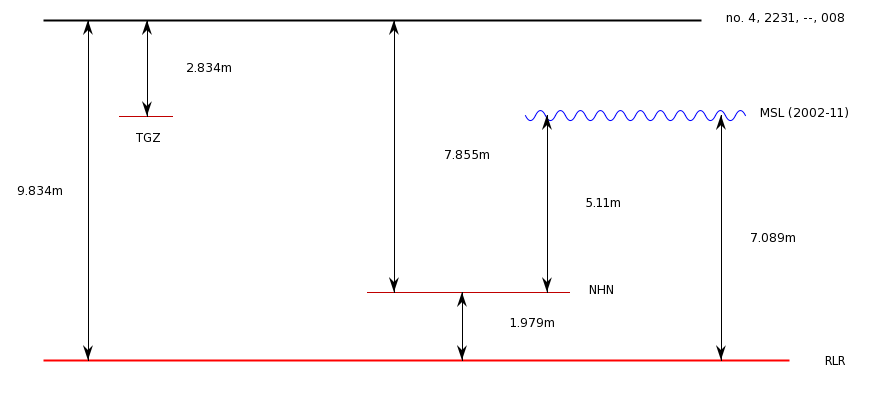 no. 4, 2231, --, 008
2.834m
MSL (2002-11)
TGZ
7.855m
9.834m
5.11m
7.089m
NHN
1.979m
RLR